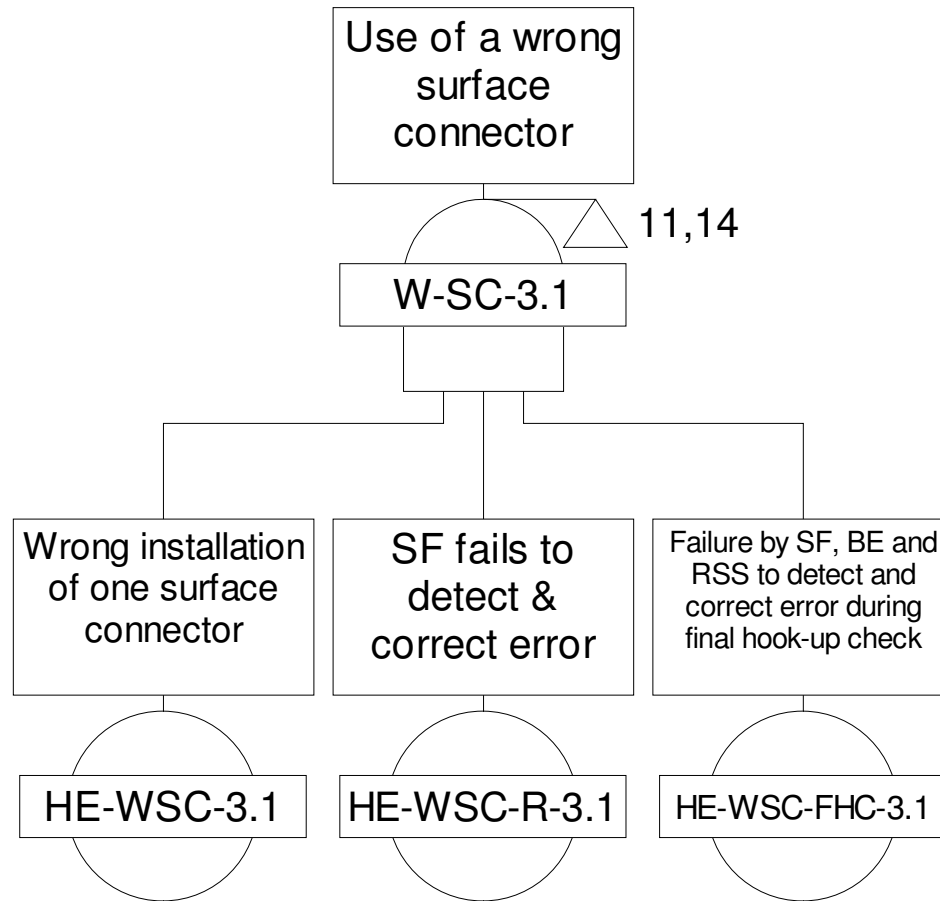 Use of a wrong
surface
connector
11,14
W-SC-3.1
Wrong installation
of one surface
connector
SF fails to
detect &
correct error
Failure by SF, BE and
RSS to detect and
correct error during
final hook-up check
HE-WSC-3.1
HE-WSC-R-3.1
HE-WSC-FHC-3.1